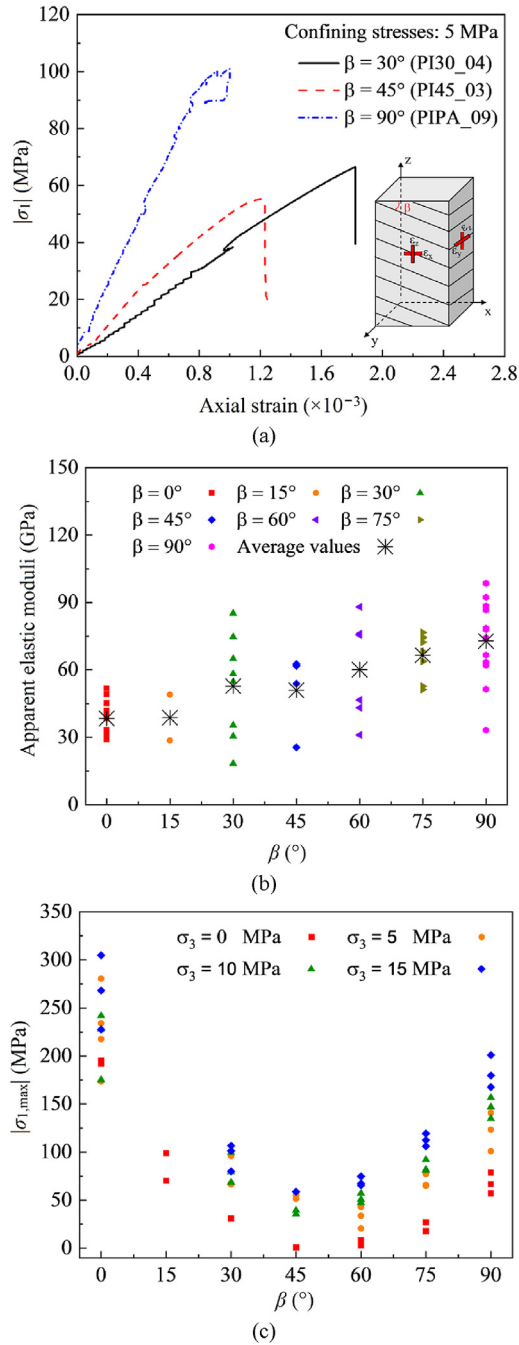 Confining stresses: 5 MPa
β = 30° (PI30_04)
β = 45° (PI45_03)
β = 90° (PIPA_09)
|σ1| (MPa)
120
100
80
60
40
20
0
z
β
εz
εx
εy
x
y
0.0 0.4 0.8 1.2 1.6 2.0 2.4 2.8
Axial strain (×10⁻³)
(a)
Apparent elastic moduli (GPa)
150
120
90
60
30
0
β = 0° β = 15° β = 30°
β = 45° β = 60° β = 75°
β = 90° Average values
0 15 30 45 60 75 90
β (°)
(b)
|σ1,max| (MPa)
350
300
250
200
150
100
50
0
σ3 = 0 MPa σ3 = 5 MPa
σ3 = 10 MPa σ3 = 15 MPa
0 15 30 45 60 75 90
β (°)
(c)